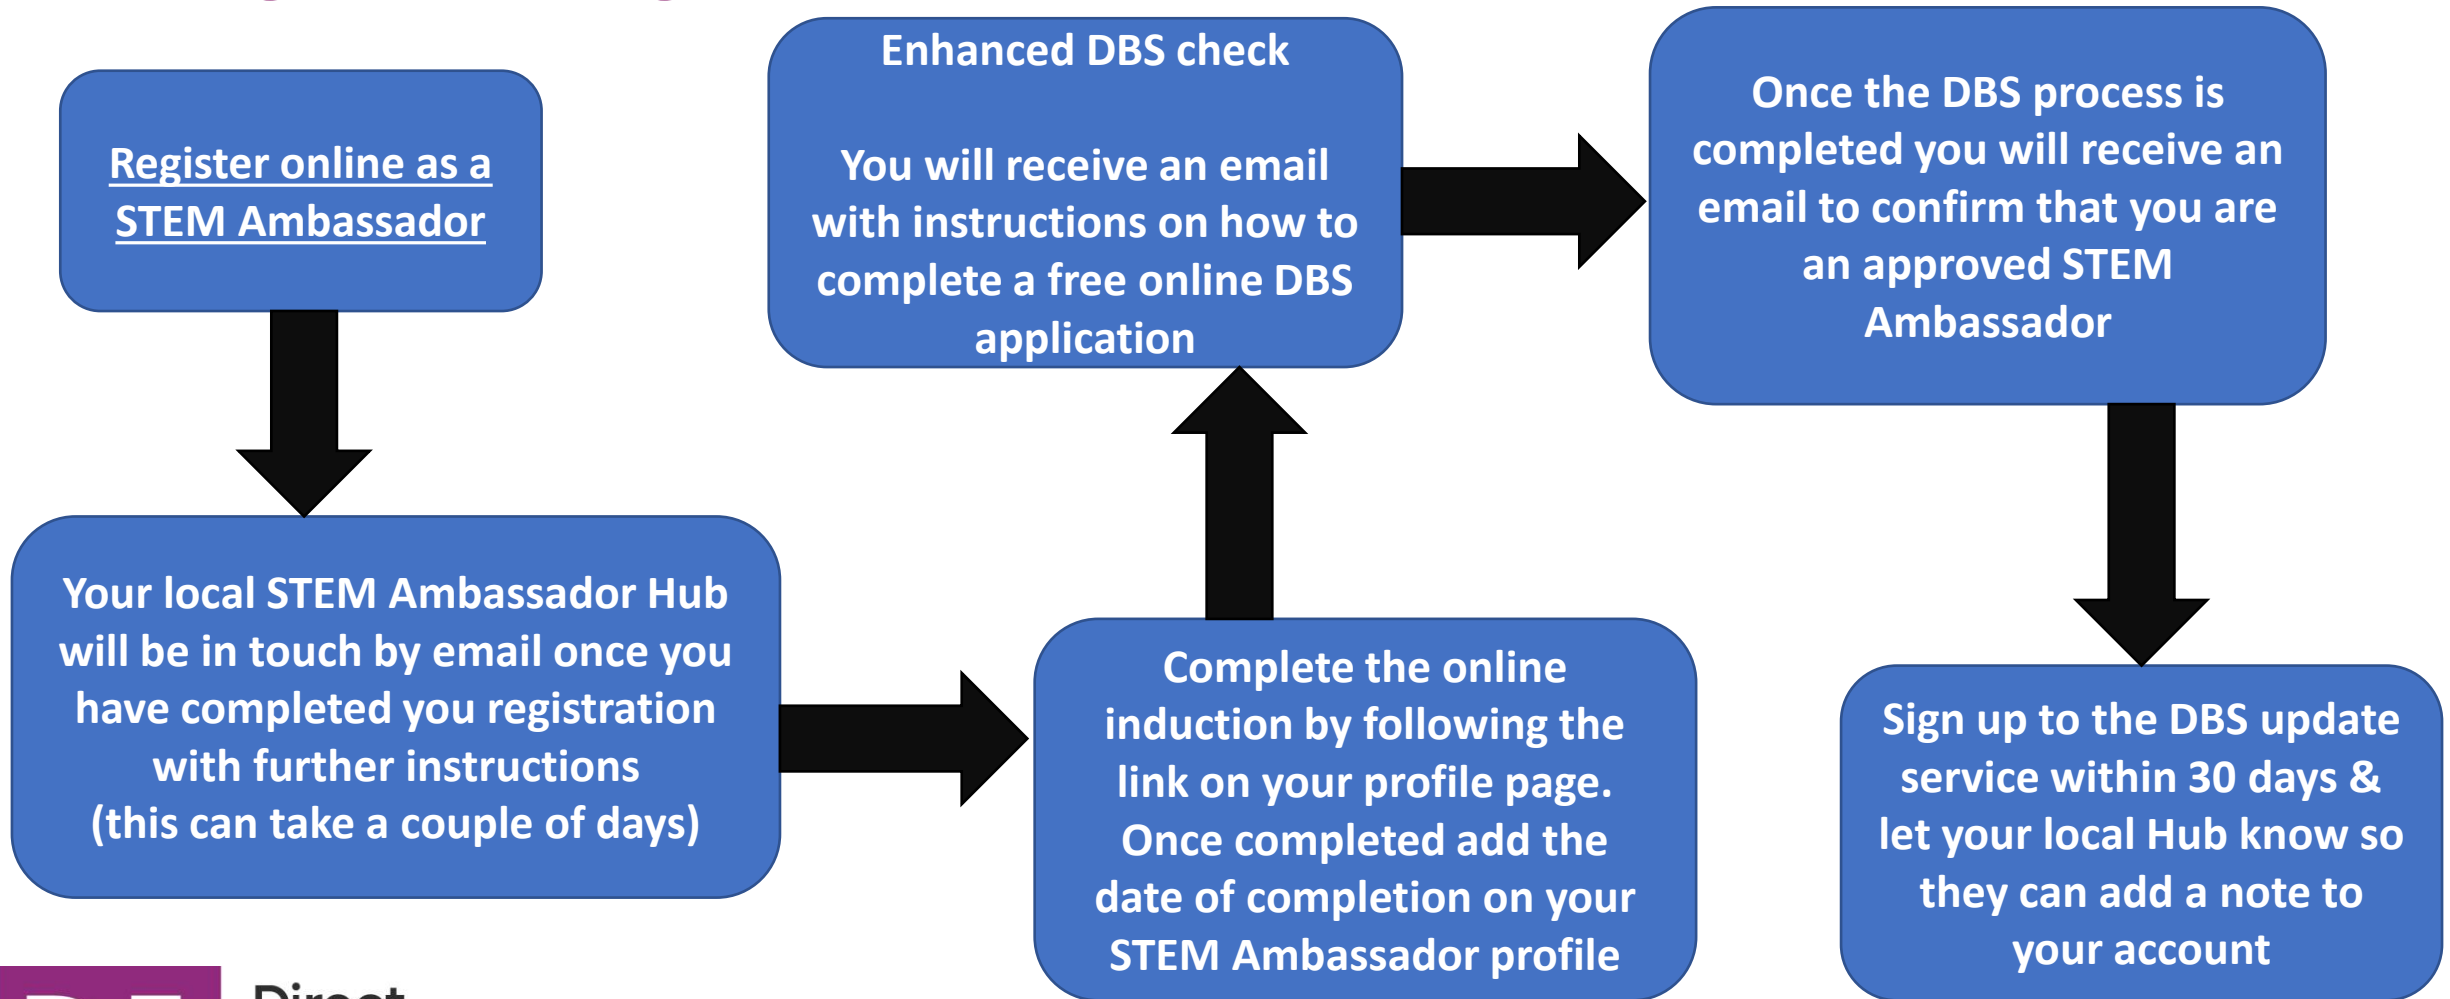 Register online as a
STEM Ambassador
Your local STEM Ambassador Hub
will be in touch by email once you
have completed you registration
with further instructions
(this can take a couple of days)
Complete the online
induction by following the
link on your profile page.
Once completed add the
date of completion on your
STEM Ambassador profile
Enhanced DBS check
You will receive an email
with instructions on how to
complete a free online DBS
application
Once the DBS process is
completed you will receive an
email to confirm that you are
an approved STEM
Ambassador
Sign up to the DBS update
service within 30 days &
let your local Hub know so
they can add a note to
your account
Direct